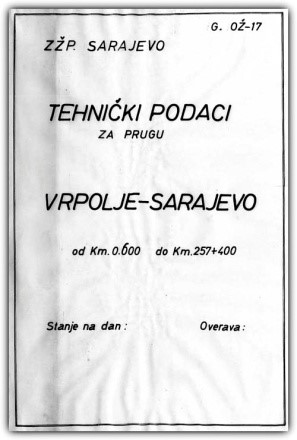 G. OŽ-17
ZŽP. SARAJEVO
TEHNIČKI PODACI
ZA PRUGU
VRPOLJE-SARAJEVO
od Km. 0.600 do Km. 257+400
Stanje na dan: Overava: